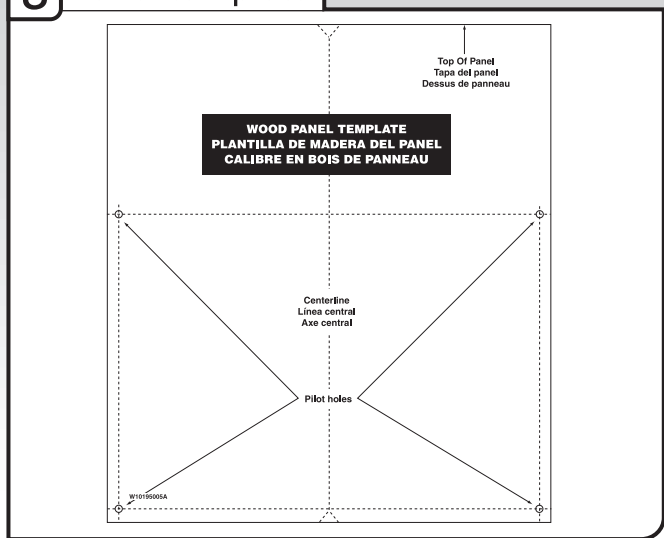 Top Of Panel
Tapa del panel
Dessus de panneau
WOOD PANEL TEMPLATE
PLANTILLA DE MADERA DEL PANEL
CALIBRE EN BOIS DE PANNEAU
Centerline
Línea central
Axe central
Pilot holes
W10195005A